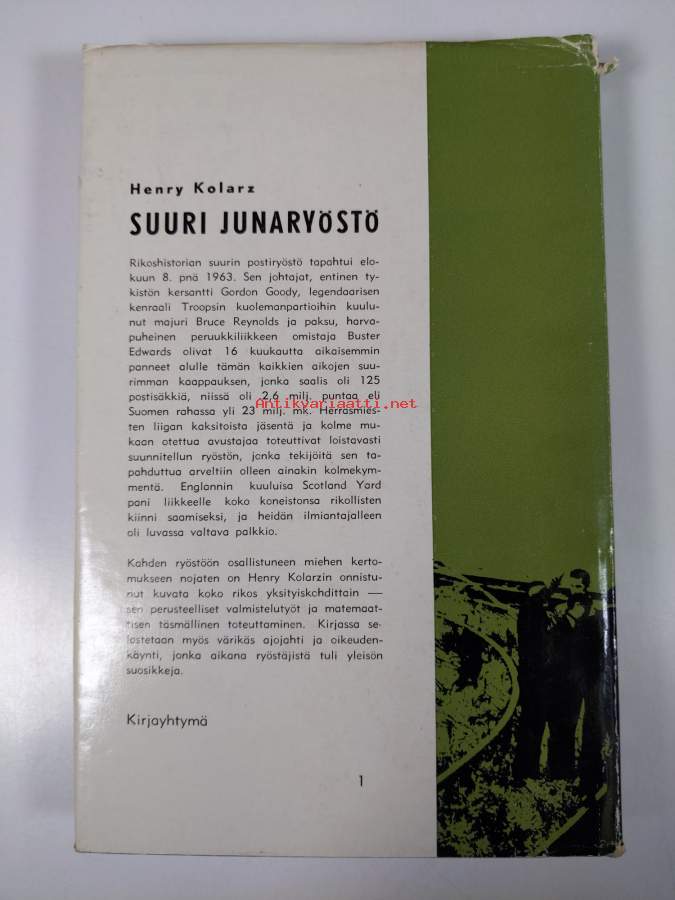 Henry Kolarz
SUURI JUNARYÖSTÖ
Rikoshistorian suurin postiryöstö tapahtui elo-
kuun 8. pnä 1963. Sen johtajat, entinen ty-
kistön kersantti Gordon Goody, legendaarisen
kenraali Troopsin kuolemanpartioihin kuulu-
nut majuri Bruce Reynolds ja paksu, harva-
puheinen peruukkiliikkeen omistaja Buster
Edwards olivat 16 kuukautta aikaisemmin
panneet alulle tämän kaikkien aikojen suu-
rimman kaappauksen, jonka saalis oli 125
postisäkkiä, niissä oli 2,6 milj. puntaa eli
Antikvariaatti.net
Suomen rahassa yli 23 milj. mk. Herrasmies-
ten liigan kaksitoista jäsentä ja kolme mu-
kaan otettua avustajaa toteuttivat loistavasti
suunnitellun ryöstön, jonka tekijöitä sen ta-
pahduttua arveltiin olleen ainakin kolmekym-
mentä. Englannin kuuluisa Scotland Yard
pani liikkeelle koko koneistonsa rikollisten
kiinni saamiseksi, ja heidän ilmiantajalleen
oli luvassa valtava palkkio.
Kahden ryöstöön osallistuneen miehen kerto-
mukseen nojaten on Henry Kolarzin onnistu-
nut kuvata koko rikos yksityiskohdittain —
sen perusteelliset valmistelutyöt ja matemaat-
tisen täsmällinen toteuttaminen. Kirjassa se-
lostetaan myös värikäs ajojahti ja oikeuden-
käynti, jonka aikana ryöstäjistä tuli yleisön
suosikkeja.
Kirjayhtymä
1